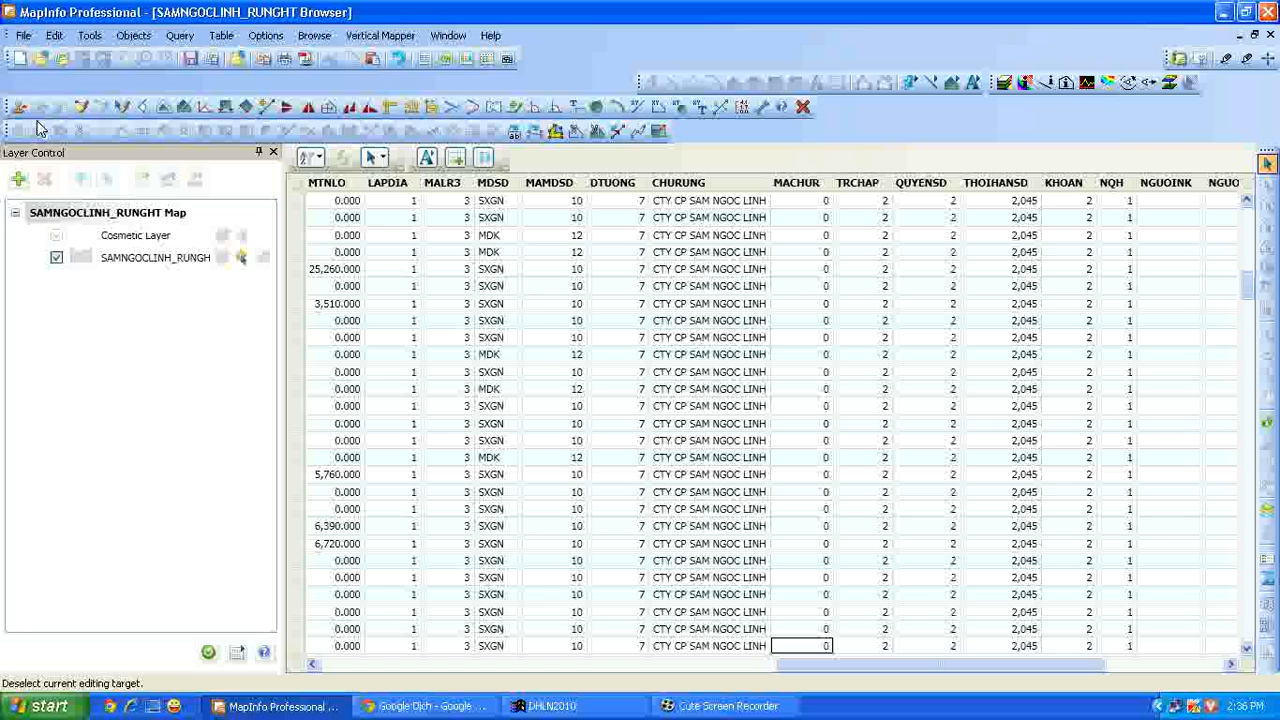 MapInfo Professional - [SAMNGOCLINH_RUNGHT Browser]
File Edit Tools Objects Query Table Options Browse Vertical Mapper Window Help
Layer Control
SAMNGOCLINH_RUNGHT Map
Cosmetic Layer
SAMNGOCLINH_RUNGH
MTNLO LAPDIA MALR3 MDSD MAMDSD DTUONG CHURUNG MACHUR TRCHAP QUYENSD THOIHANSD KHOAN NQH NGUOINK NGUO
0.000 1 3 SXGN 10 7 CTY CP SAM NGOC LINH 0 2 2 2,045 2 1
0.000 1 3 SXGN 10 7 CTY CP SAM NGOC LINH 0 2 2 2,045 2 1
0.000 1 3 MDK 12 7 CTY CP SAM NGOC LINH 0 2 2 2,045 2 1
0.000 1 3 MDK 12 7 CTY CP SAM NGOC LINH 0 2 2 2,045 2 1
25,260.000 1 3 SXGN 10 7 CTY CP SAM NGOC LINH 0 2 2 2,045 2 1
0.000 1 3 SXGN 10 7 CTY CP SAM NGOC LINH 0 2 2 2,045 2 1
3,510.000 1 3 SXGN 10 7 CTY CP SAM NGOC LINH 0 2 2 2,045 2 1
0.000 1 3 SXGN 10 7 CTY CP SAM NGOC LINH 0 2 2 2,045 2 1
0.000 1 3 SXGN 10 7 CTY CP SAM NGOC LINH 0 2 2 2,045 2 1
0.000 1 3 MDK 12 7 CTY CP SAM NGOC LINH 0 2 2 2,045 2 1
0.000 1 3 SXGN 10 7 CTY CP SAM NGOC LINH 0 2 2 2,045 2 1
0.000 1 3 MDK 12 7 CTY CP SAM NGOC LINH 0 2 2 2,045 2 1
0.000 1 3 SXGN 10 7 CTY CP SAM NGOC LINH 0 2 2 2,045 2 1
0.000 1 3 SXGN 10 7 CTY CP SAM NGOC LINH 0 2 2 2,045 2 1
0.000 1 3 SXGN 10 7 CTY CP SAM NGOC LINH 0 2 2 2,045 2 1
0.000 1 3 MDK 12 7 CTY CP SAM NGOC LINH 0 2 2 2,045 2 1
5,760.000 1 3 SXGN 10 7 CTY CP SAM NGOC LINH 0 2 2 2,045 2 1
0.000 1 3 SXGN 10 7 CTY CP SAM NGOC LINH 0 2 2 2,045 2 1
0.000 1 3 SXGN 10 7 CTY CP SAM NGOC LINH 0 2 2 2,045 2 1
6,390.000 1 3 SXGN 10 7 CTY CP SAM NGOC LINH 0 2 2 2,045 2 1
6,720.000 1 3 SXGN 10 7 CTY CP SAM NGOC LINH 0 2 2 2,045 2 1
0.000 1 3 SXGN 10 7 CTY CP SAM NGOC LINH 0 2 2 2,045 2 1
0.000 1 3 SXGN 10 7 CTY CP SAM NGOC LINH 0 2 2 2,045 2 1
0.000 1 3 SXGN 10 7 CTY CP SAM NGOC LINH 0 2 2 2,045 2 1
0.000 1 3 SXGN 10 7 CTY CP SAM NGOC LINH 0 2 2 2,045 2 1
0.000 1 3 SXGN 10 7 CTY CP SAM NGOC LINH 0 2 2 2,045 2 1
0.000 1 3 SXGN 10 7 CTY CP SAM NGOC LINH 0 2 2 2,045 2 1
Deselect current editing target.
start MapInfo Professional ... Google Dịch - Google ... DHLN2010 Cute Screen Recorder 2:36 PM